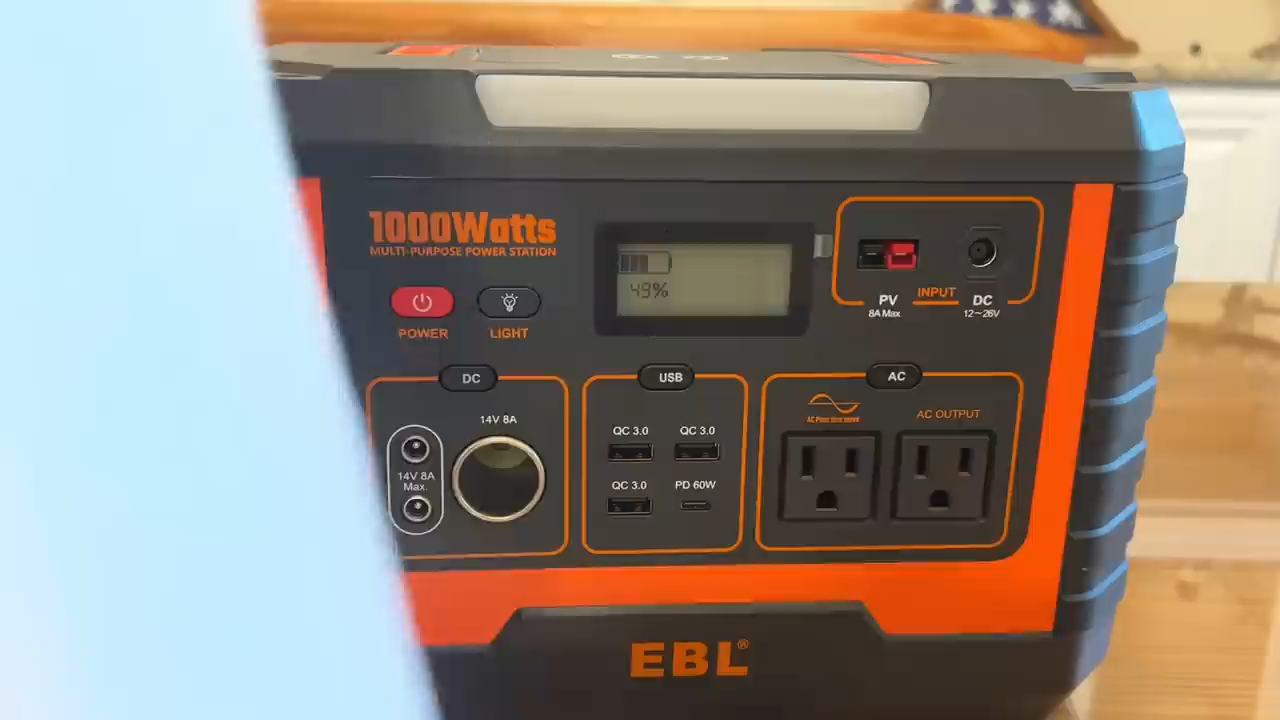 1000Watts
MULTI-PURPOSE POWER STATION
POWER
LIGHT
49%
PV
8A Max
INPUT
DC
12~26V
DC
14V 8A
14V 8A
Max.
USB
QC 3.0
QC 3.0
QC 3.0
PD 60W
AC
AC OUTPUT
EBL®